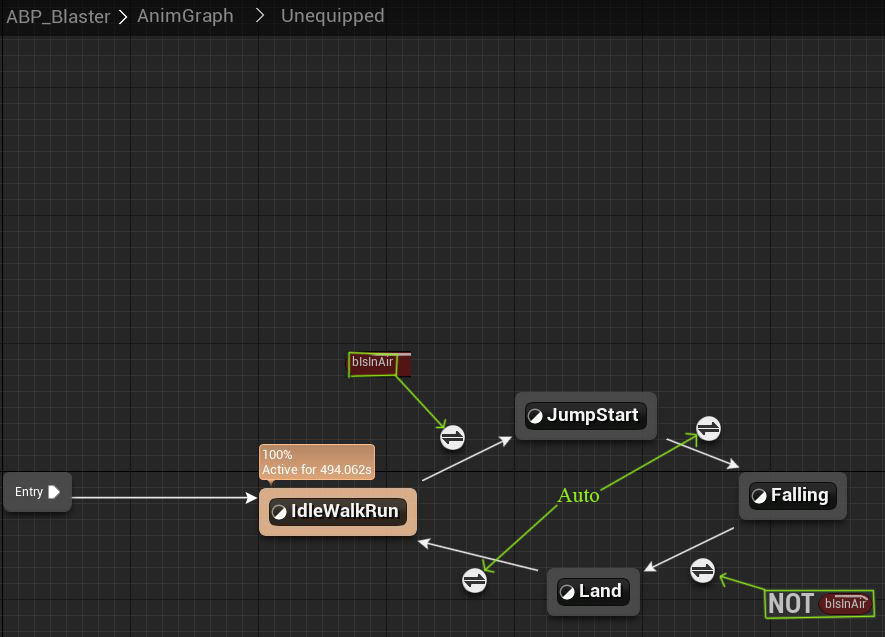 ABP_Blaster > AnimGraph > Unequipped
bIsInAir
JumpStart
100%
Active for 494.062s
Entry
IdleWalkRun
Auto
Falling
Land
NOT bIsInAir